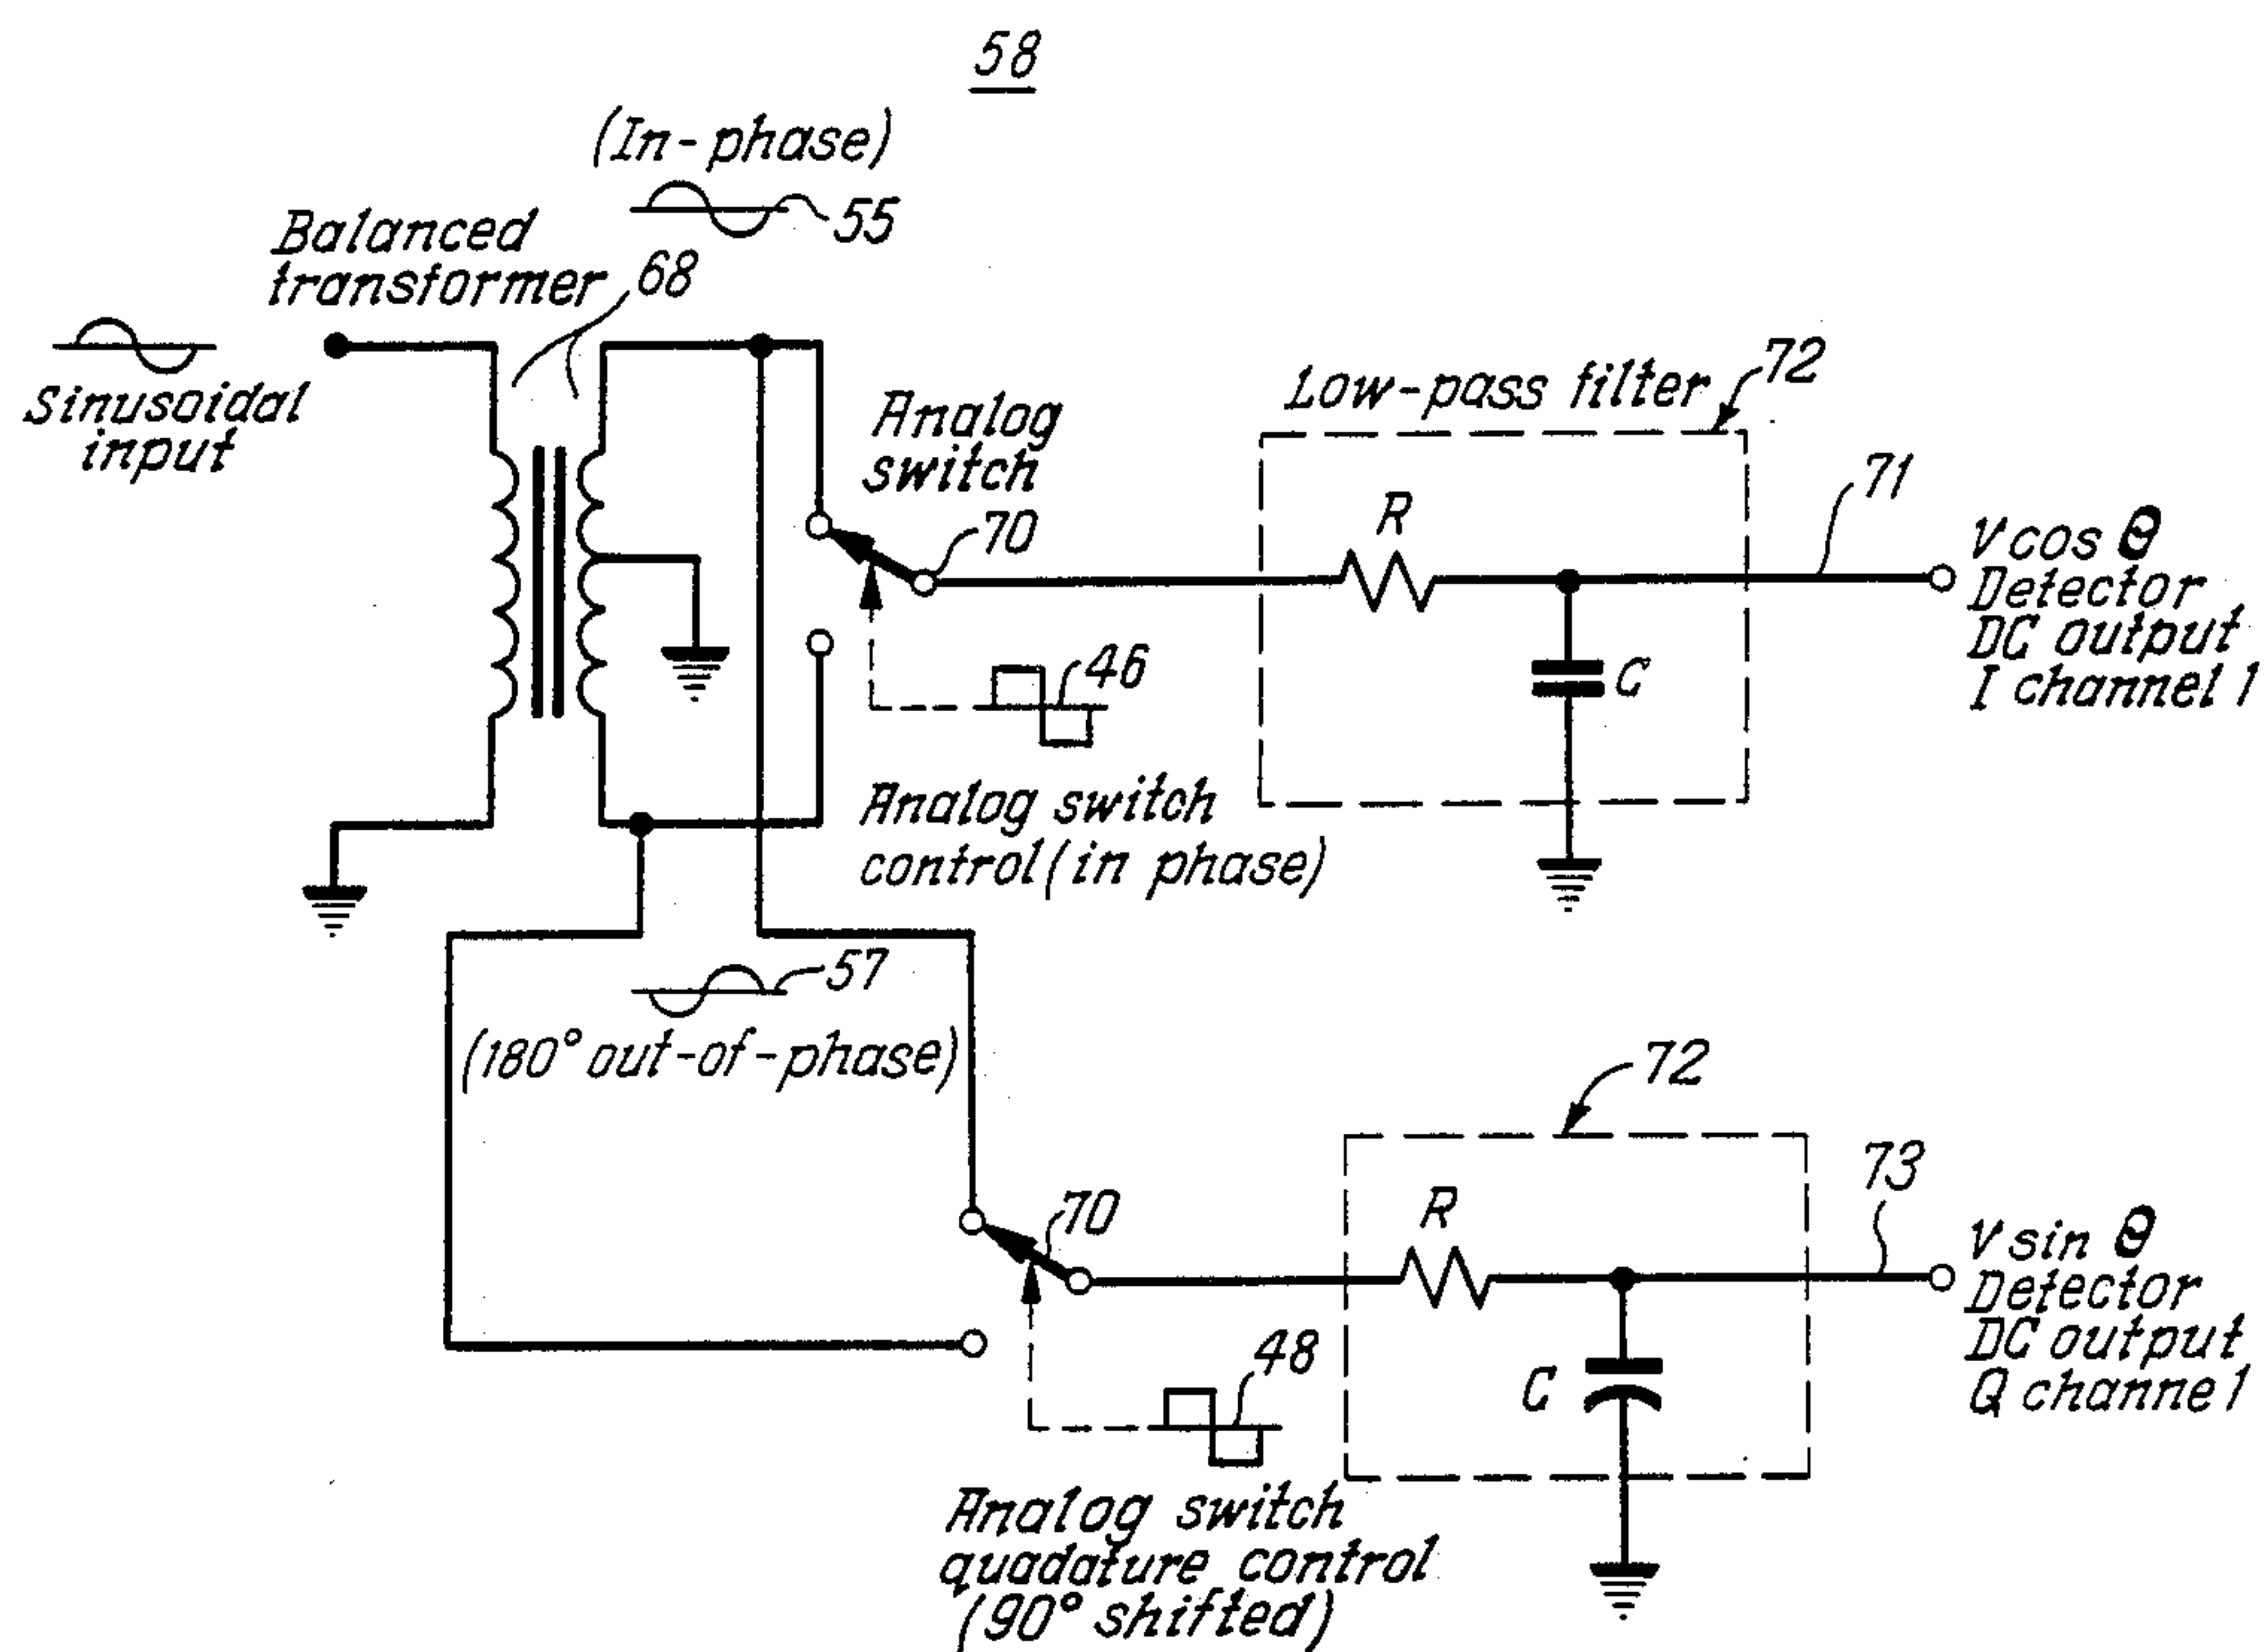 58
(In-phase)
55
Balanced
transformer
68
Sinusoidal
input
Analog
switch
70
Low-pass filter
72
R
71
V cos θ
Detector
DC output
I channel 1
C
46
Analog switch
control (in phase)
57
(180° out-of-phase)
72
70
R
73
V sin θ
Detector
DC output
Q channel
C
48
Analog switch
quadature control
(90° shifted)